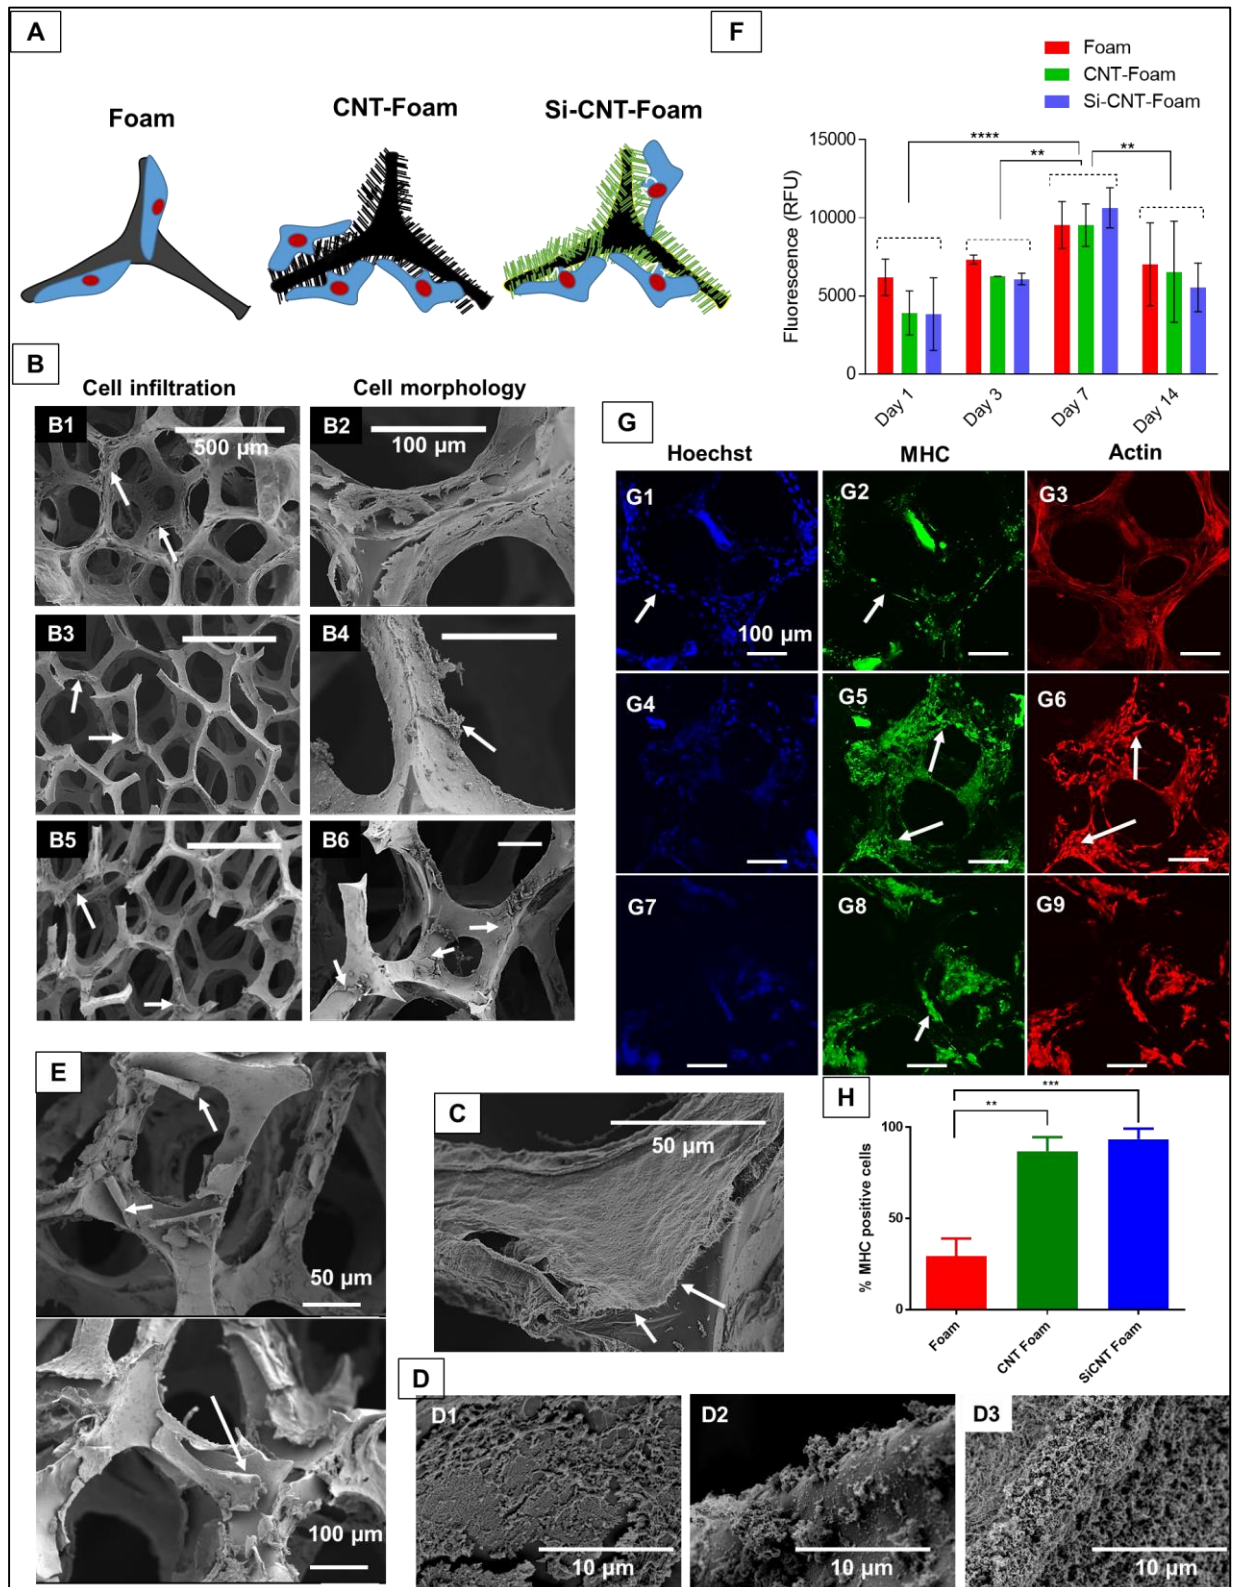 A
Foam
CNT-Foam
Si-CNT-Foam
F
Foam
CNT-Foam
Si-CNT-Foam
Fluorescence (RFU)
15000
10000
5000
0
****
**
**
Day 1
Day 3
Day 7
Day 14
B
Cell infiltration
Cell morphology
B1
500 µm
B2
100 µm
B3
B4
B5
B6
G
Hoechst
MHC
Actin
G1
100 µm
G2
G3
G4
G5
G6
G7
G8
G9
E
50 µm
100 µm
C
50 µm
H
% MHC positive cells
100
50
0
**
***
Foam
CNT Foam
SiCNT Foam
D
D1
10 µm
D2
10 µm
D3
10 µm